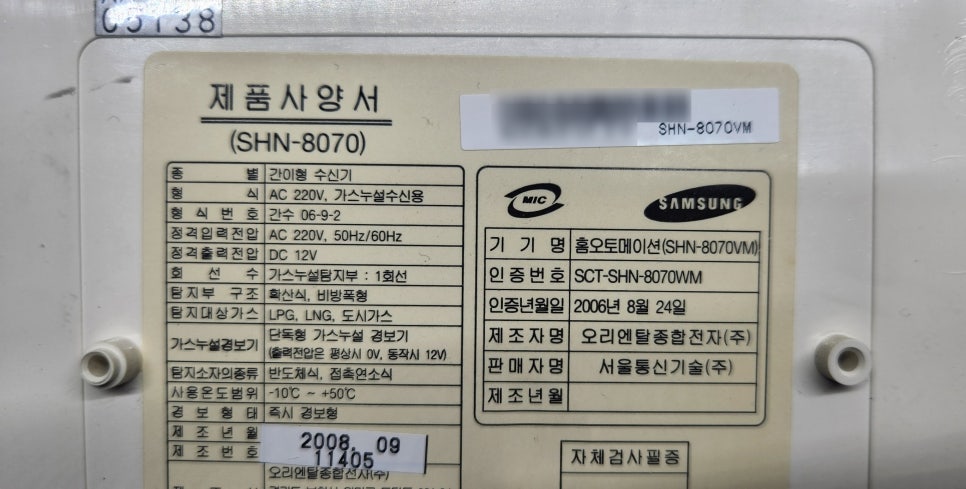 05138
제품사양서
(SHN-8070)
SHN-8070VM
종 별 간이형 수신기
형 식 AC 220V, 가스누설수신용
형식번호 간수 06-9-2
정격입력전압 AC 220V, 50Hz/60Hz
정격출력전압 DC 12V
회 선 수 가스누설탐지부 : 1회선
탐지부 구조 확산식, 비방폭형
탐지대상가스 LPG, LNG, 도시가스
가스누설경보기 단독형 가스누설 경보기
(출력전압은 평상시 0V, 동작시 12V)
탐지소자의종류 반도체식, 접촉연소식
사용온도범위 -10℃ ~ +50℃
경보형태 즉시 경보형
제조년월 2008. 09
제조번호 11405
오리엔탈종합전자(주)
MIC
SAMSUNG
기기명 홈오토메이션(SHN-8070VM)
인증번호 SCT-SHN-8070WM
인증년월일 2006년 8월 24일
제조자명 오리엔탈종합전자(주)
판매자명 서울통신기술(주)
제조년월
자체검사필증